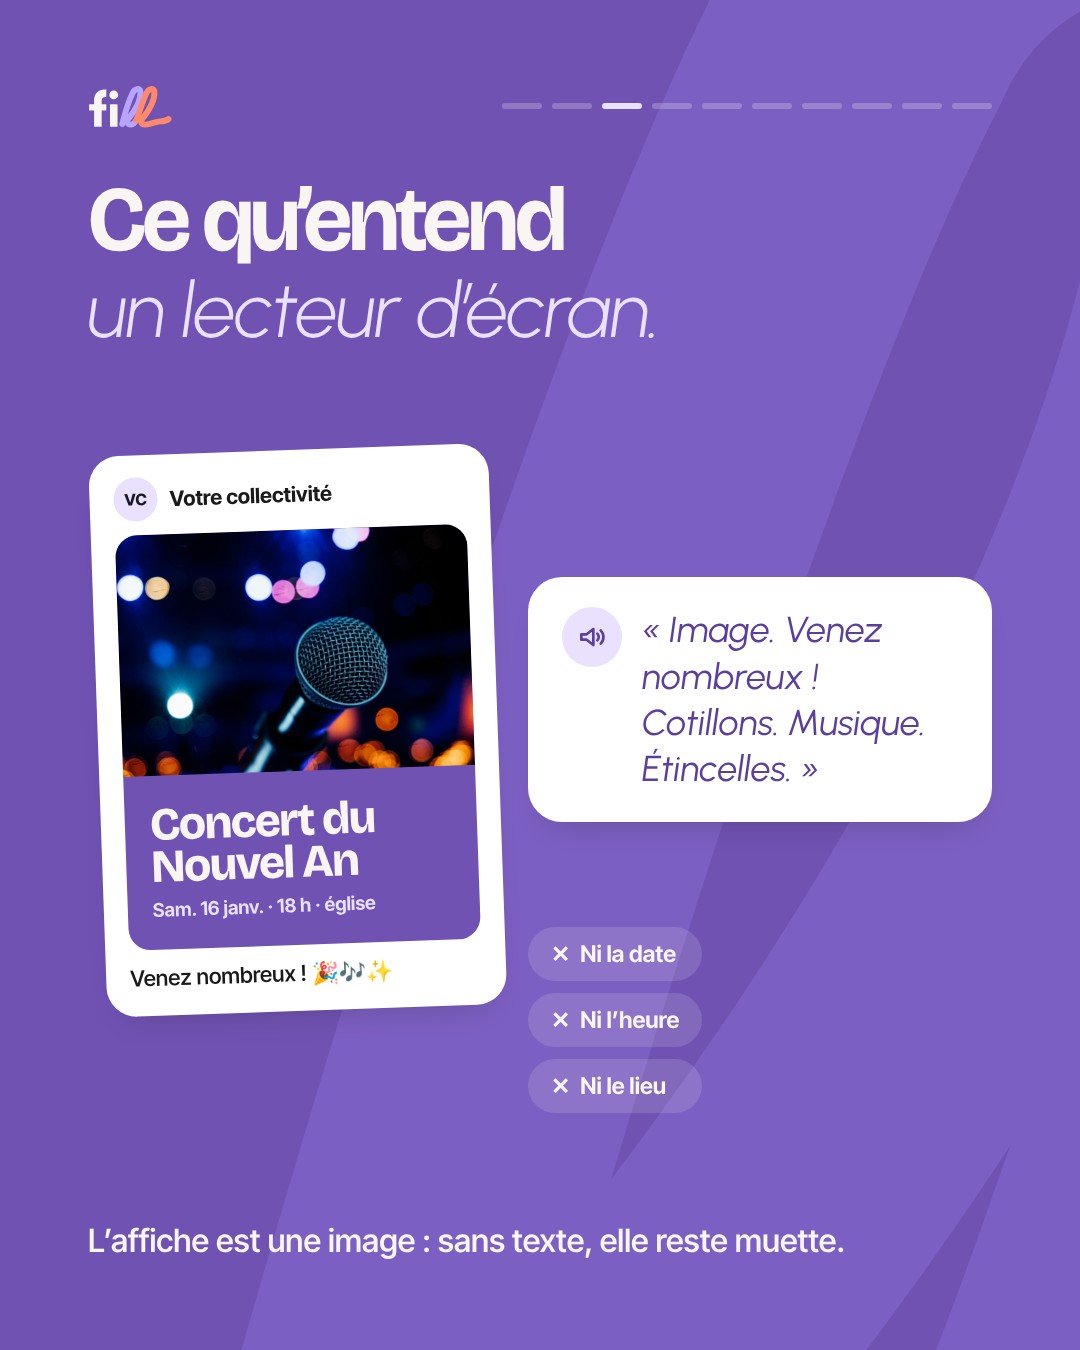 fill
Ce qu’entend
un lecteur d’écran.
VC Votre collectivité
Concert du
Nouvel An
Sam. 16 janv. · 18 h · église
Venez nombreux ! 🎉🎶✨
« Image. Venez
nombreux !
Cotillons. Musique.
Étincelles. »
✕ Ni la date
✕ Ni l’heure
✕ Ni le lieu
L’affiche est une image : sans texte, elle reste muette.